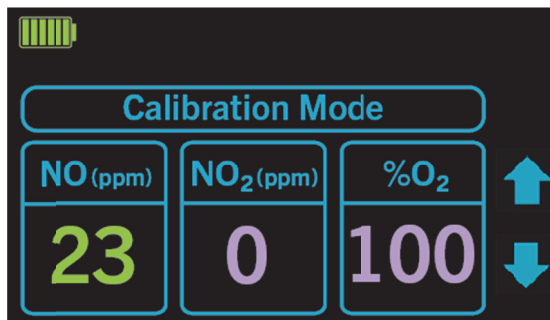 Calibration Mode
NO (ppm) NO₂ (ppm) %O₂
23 0 100